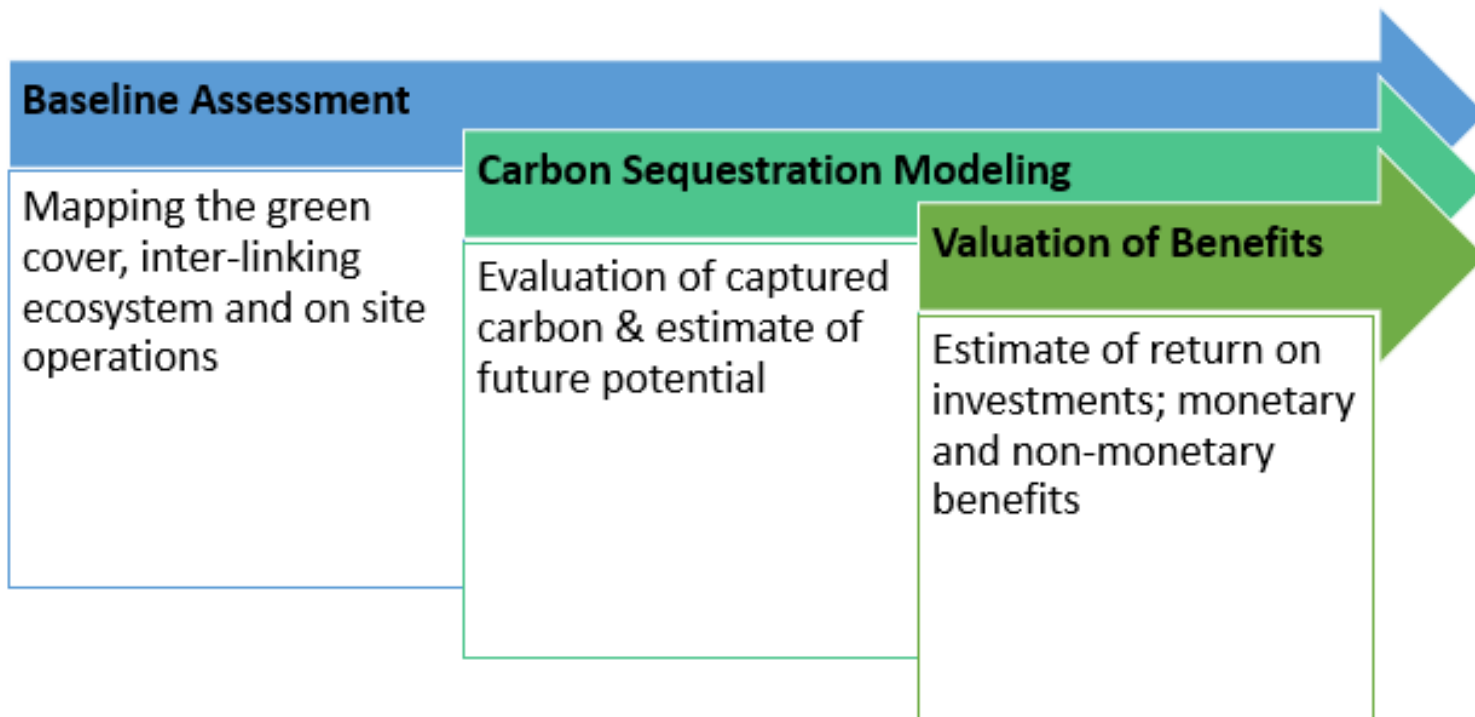 Baseline Assessment
Mapping the green
cover, inter-linking
ecosystem and on site
operations
Carbon Sequestration Modeling
Evaluation of captured
carbon & estimate of
future potential
Valuation of Benefits
Estimate of return on
investments; monetary
and non-monetary
benefits